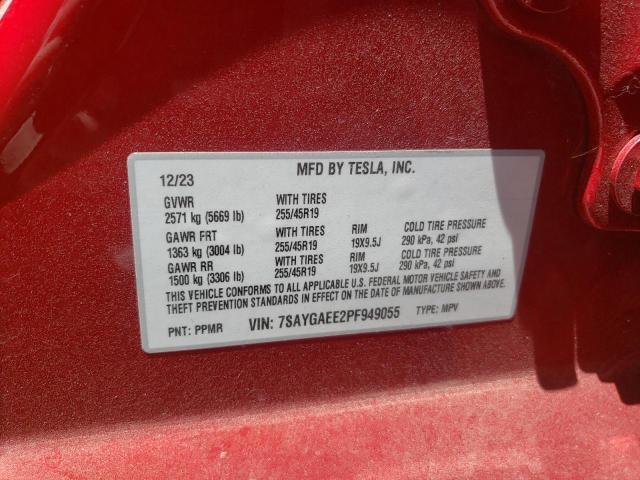 MFD BY TESLA, INC.
12/23
GVWR WITH TIRES
2571 kg (5669 lb) 255/45R19
GAWR FRT WITH TIRES RIM COLD TIRE PRESSURE
1363 kg (3004 lb) 255/45R19 19X9.5J 290 kPa, 42 psi
GAWR RR WITH TIRES RIM COLD TIRE PRESSURE
1500 kg (3306 lb) 255/45R19 19X9.5J 290 kPa, 42 psi
THIS VEHICLE CONFORMS TO ALL APPLICABLE U.S. FEDERAL MOTOR VEHICLE SAFETY AND
THEFT PREVENTION STANDARDS IN EFFECT ON THE DATE OF MANUFACTURE SHOWN ABOVE.
PNT: PPMR VIN: 7SAYGAEE2PF949055 TYPE: MPV